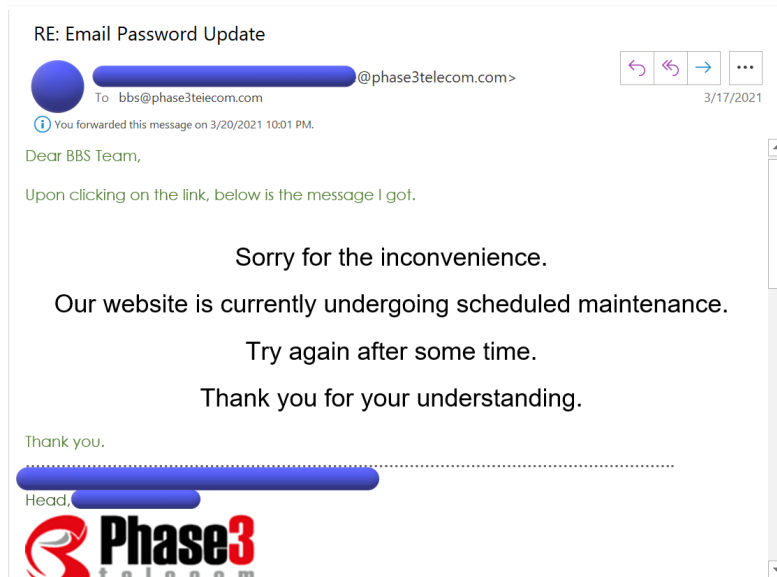 RE: Email Password Update
@phase3telecom.com>
To bbs@phase3teiecom.com
3/17/2021
You forwarded this message on 3/20/2021 10:01 PM.
Dear BBS Team,
Upon clicking on the link, below is the message I got.
Sorry for the inconvenience.
Our website is currently undergoing scheduled maintenance.
Try again after some time.
Thank you for your understanding.
Thank you.
Head,
Phase3
telecom